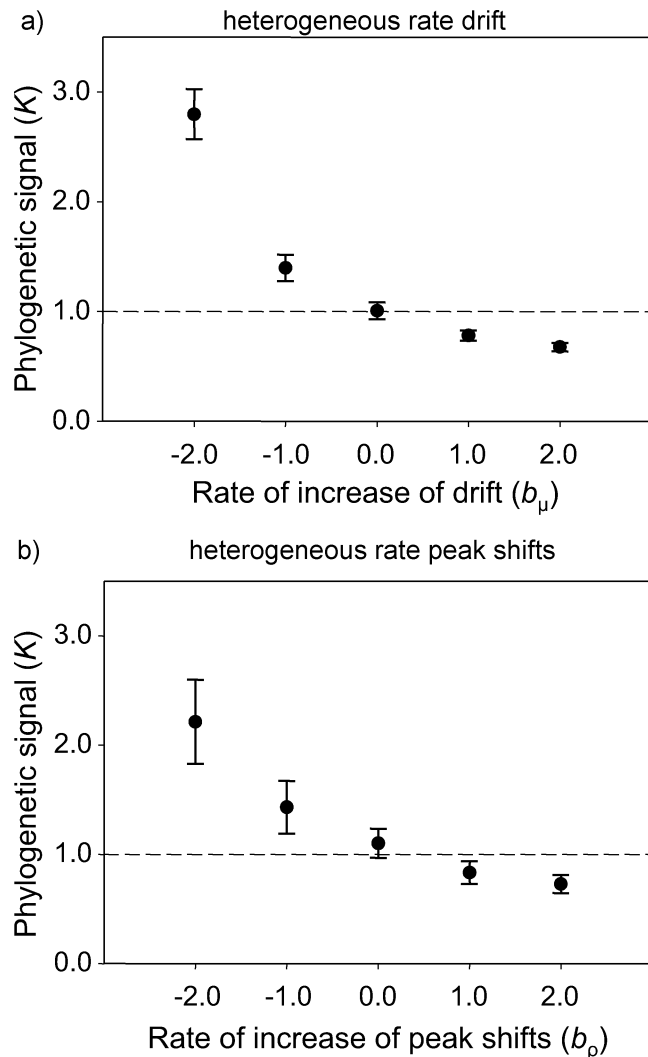 a)
heterogeneous rate drift
Phylogenetic signal (K)
3.0
2.0
1.0
0.0
-2.0 -1.0 0.0 1.0 2.0
Rate of increase of drift (bμ)
b)
heterogeneous rate peak shifts
Phylogenetic signal (K)
3.0
2.0
1.0
0.0
-2.0 -1.0 0.0 1.0 2.0
Rate of increase of peak shifts (bρ)